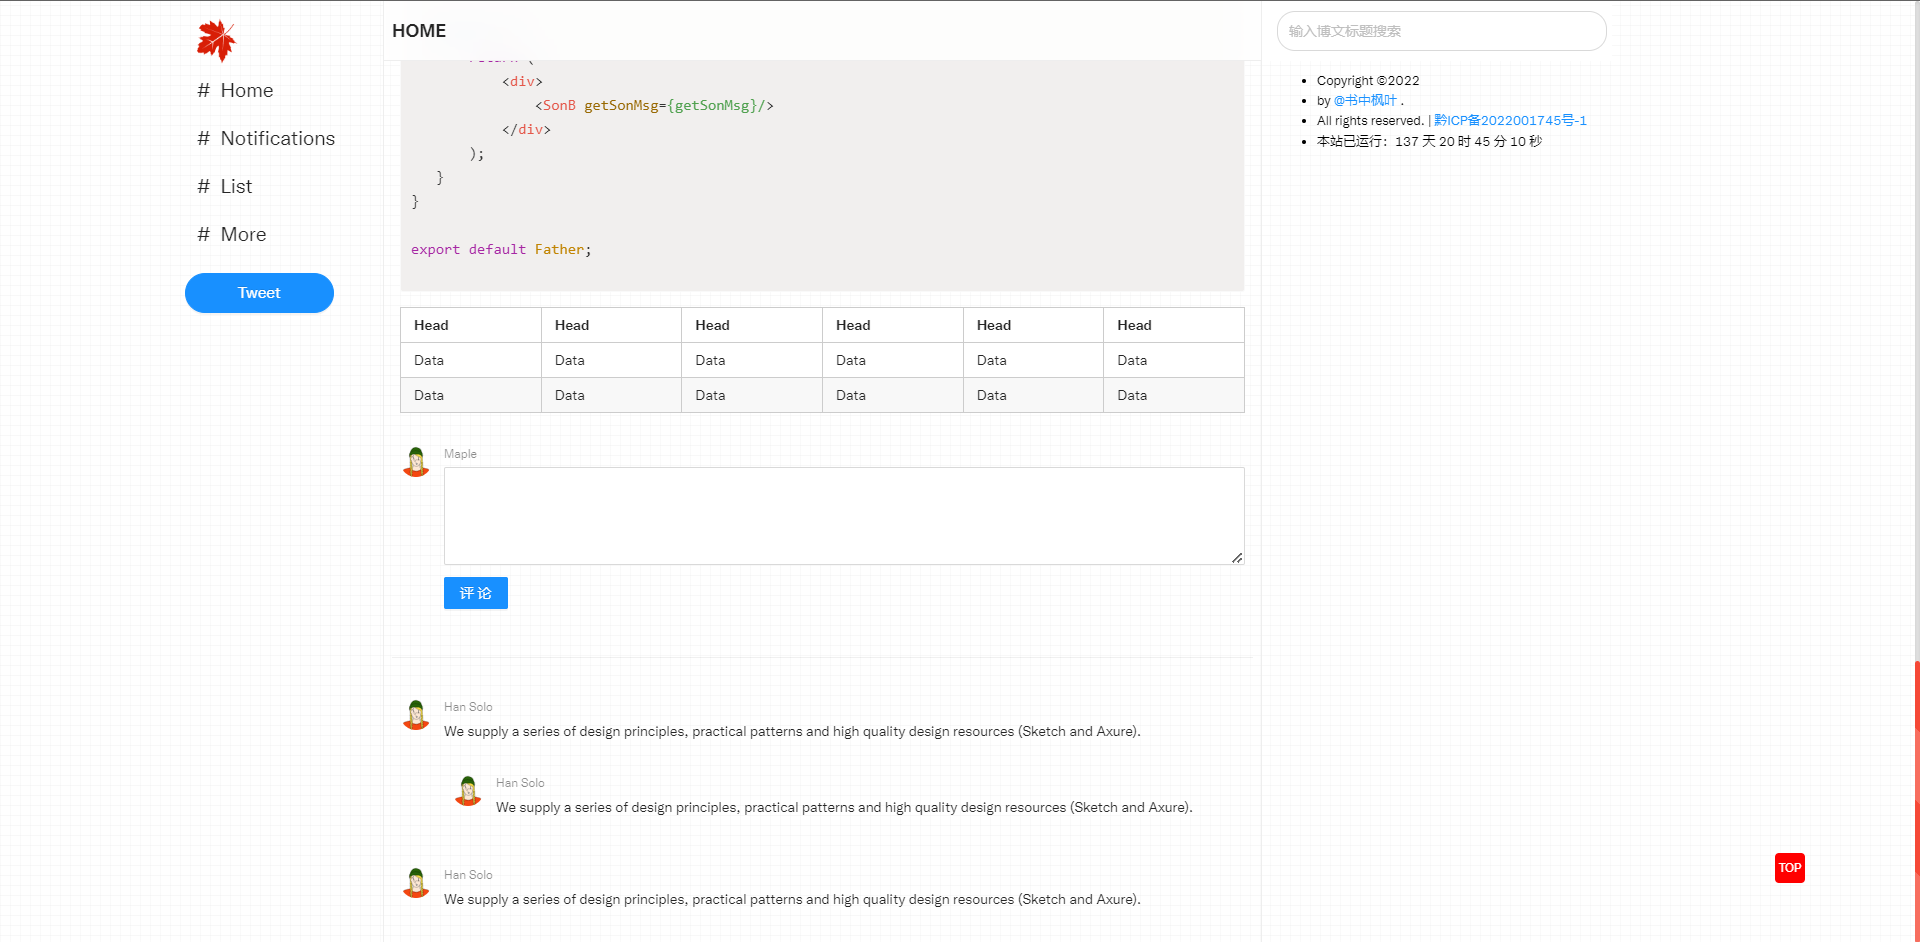 # Home
# Notifications
# List
# More
Tweet
HOME
return (
<div>
<SonB getSonMsg={getSonMsg}/>
</div>
);
}
}
export default Father;
Head Head Head Head Head Head
Data Data Data Data Data Data
Data Data Data Data Data Data
Maple
评 论
Han Solo
We supply a series of design principles, practical patterns and high quality design resources (Sketch and Axure).
Han Solo
We supply a series of design principles, practical patterns and high quality design resources (Sketch and Axure).
Han Solo
We supply a series of design principles, practical patterns and high quality design resources (Sketch and Axure).
输入博文标题搜索
Copyright ©2022
by @书中枫叶 .
All rights reserved. | 黔ICP备2022001745号-1
本站已运行：137 天 20 时 45 分 10 秒
TOP